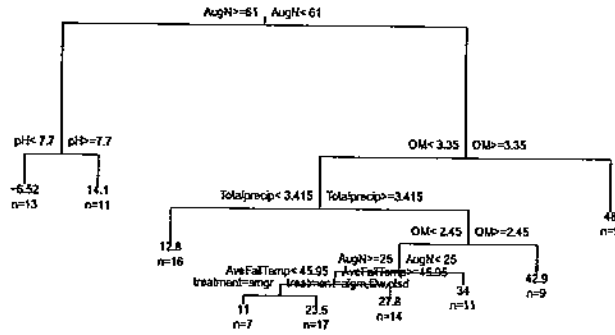 AugN>=61 AugN< 61
pH< 7.7 pH>=7.7
OM< 3.35 OM>=3.35
-6.52
n=13
14.1
n=11
Totalprecip< 3.415 Totalprecip>=3.415
48
12.8
n=16
OM< 2.45 OM>=2.45
AugN>=25 AugN< 25
AveFallTemp< 45.95 AveFallTemp>=45.95
treatment=amgr
42.9
n=9
34
n=11
27.8
n=14
11
n=7
23.5
n=17